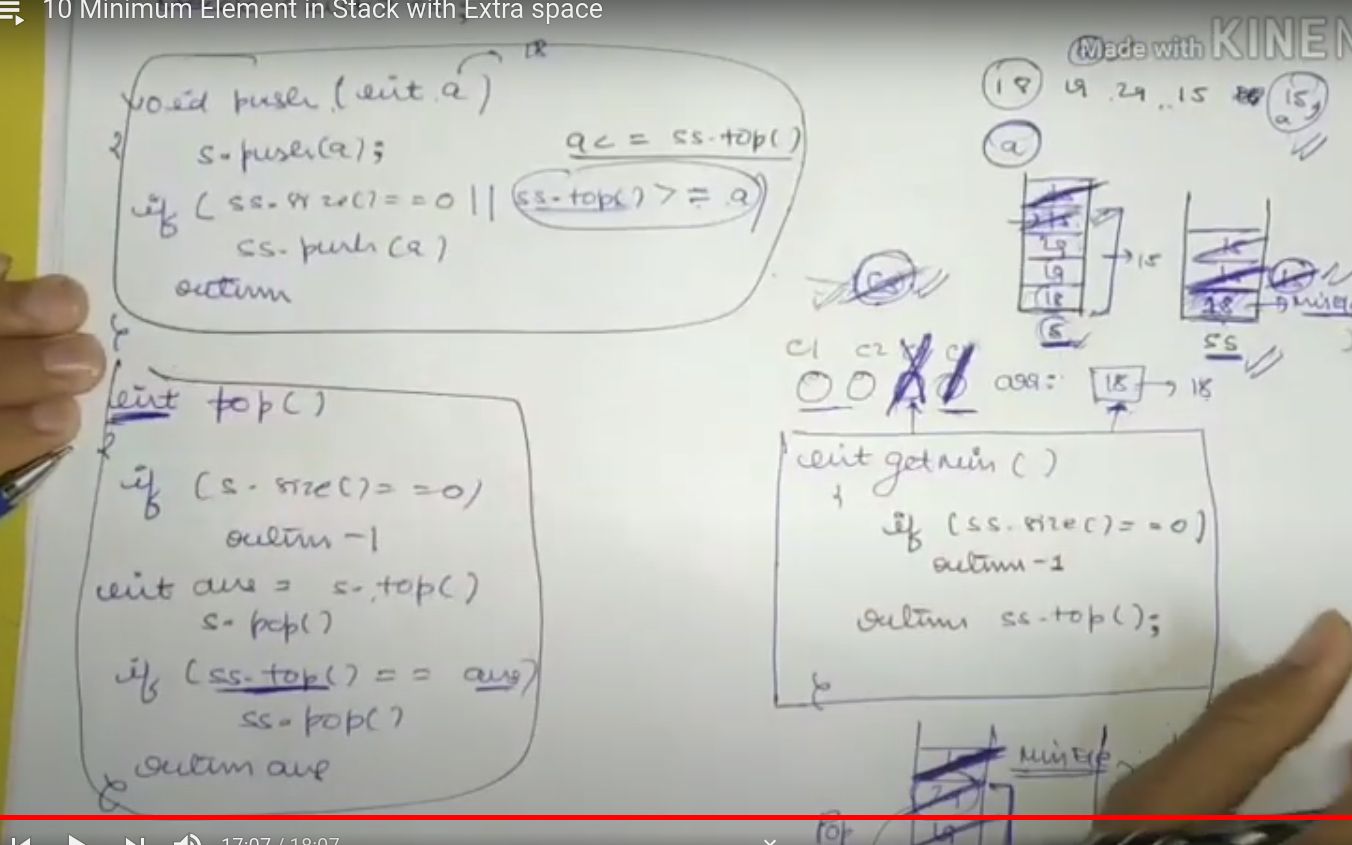 10 Minimum Element in Stack with Extra space
Made with KINEM
void push (int a)
{
s.push(a);
a <= ss.top()
if (ss.size() == 0 || ss.top() >= a)
ss.push(a)
return
}
int top()
{
if (s.size() == 0)
return -1
int ans = s.top()
s.pop()
if (ss.top() == ans)
ss.pop()
return ans
}
18 19 29 15 15,
a
a
29
19
18
→ 15
S
18 → MinEle
SS
C1 C2
ans: 18 → 18
int getmin ()
{
if (ss.size() == 0)
return -1
return ss.top();
}
MinEle
29
19
Pop
17:07 / 18:07